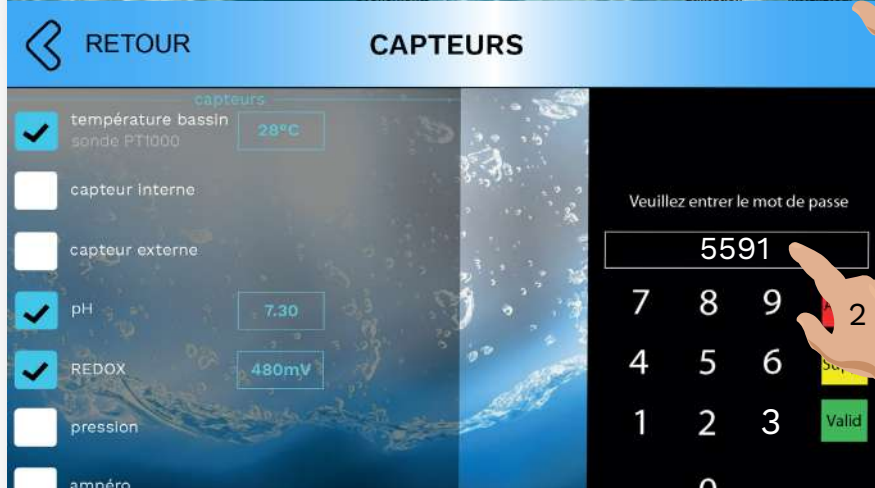 RETOUR
CAPTEURS
capteurs
température bassin
28°C
sonde PT1000
capteur interne
capteur externe
pH
7.30
REDOX
480mV
pression
ampéro
Veuillez entrer le mot de passe
5591
7 8 9
2
4 5 6
1 2 3 Valid
0